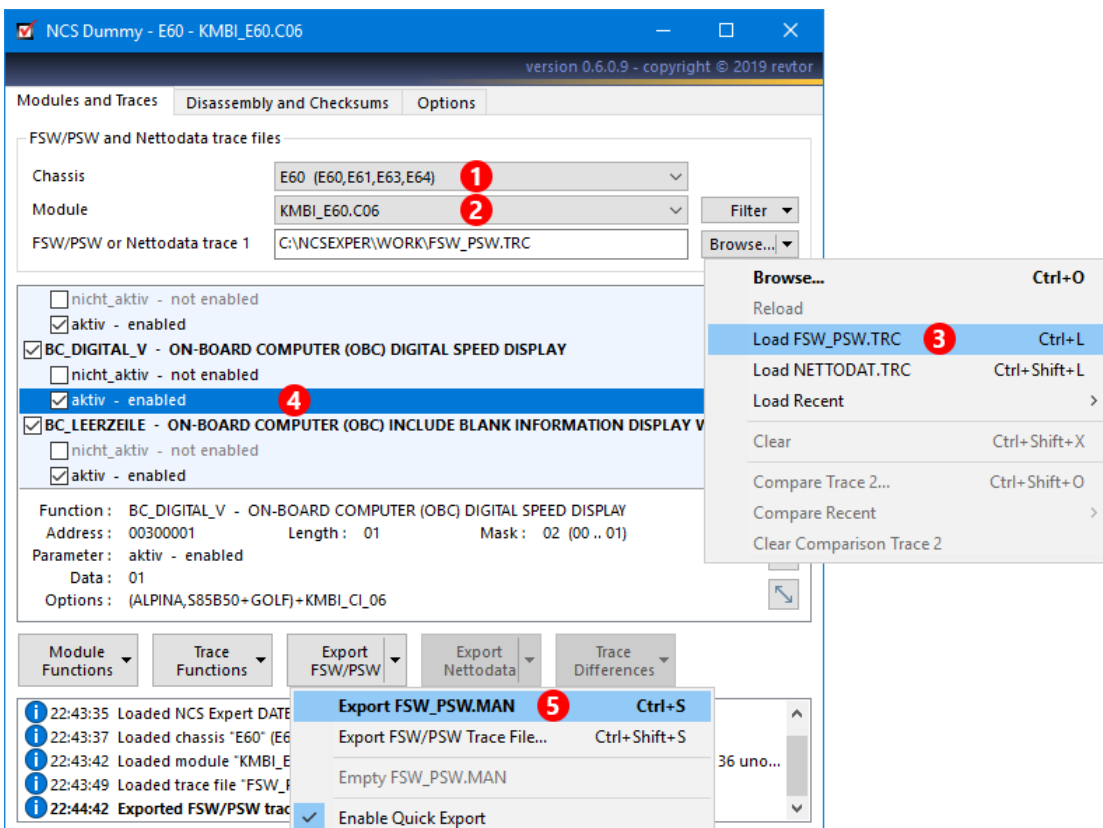 NCS Dummy - E60 - KMBI_E60.C06
version 0.6.0.9 - copyright © 2019 revtor
Modules and Traces Disassembly and Checksums Options
FSW/PSW and Nettodata trace files
Chassis E60 (E60,E61,E63,E64) 1
Module KMBI_E60.C06 2 Filter
FSW/PSW or Nettodata trace 1 C:\NCSEXPER\WORK\FSW_PSW.TRC Browse...
Browse... Ctrl+O
Reload
Load FSW_PSW.TRC 3 Ctrl+L
Load NETTODAT.TRC Ctrl+Shift+L
Load Recent
Clear Ctrl+Shift+X
Compare Trace 2... Ctrl+Shift+O
Compare Recent
Clear Comparison Trace 2
nicht_aktiv - not enabled
aktiv - enabled
BC_DIGITAL_V - ON-BOARD COMPUTER (OBC) DIGITAL SPEED DISPLAY
nicht_aktiv - not enabled
aktiv - enabled 4
BC_LEERZEILE - ON-BOARD COMPUTER (OBC) INCLUDE BLANK INFORMATION DISPLAY
nicht_aktiv - not enabled
aktiv - enabled
Function : BC_DIGITAL_V - ON-BOARD COMPUTER (OBC) DIGITAL SPEED DISPLAY
Address : 00300001 Length : 01 Mask : 02 (00 .. 01)
Parameter : aktiv - enabled
Data : 01
Options : (ALPINA,S85B50+GOLF)+KMBI_CI_06
Module Functions Trace Functions Export FSW/PSW Export Nettodata Trace Differences
22:43:35 Loaded NCS Expert DATE
22:43:37 Loaded chassis "E60" (E6
22:43:42 Loaded module "KMBI_E 36 uno...
22:43:49 Loaded trace file "FSW_
22:44:42 Exported FSW/PSW trac
Export FSW_PSW.MAN 5 Ctrl+S
Export FSW/PSW Trace File... Ctrl+Shift+S
Empty FSW_PSW.MAN
Enable Quick Export